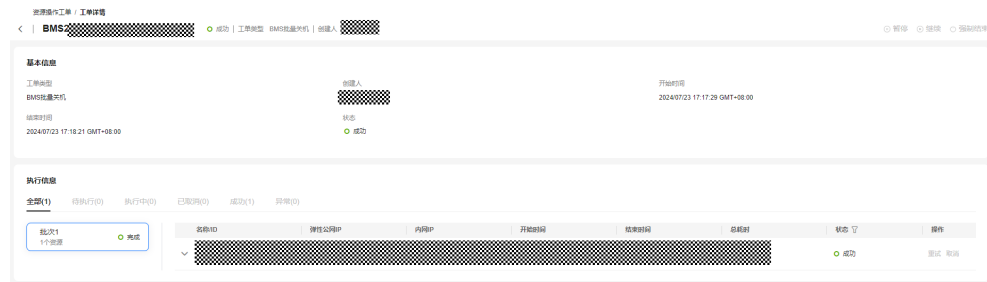 资源操作工单 / 工单详情
BMS2 成功 | 工单类型 BMS批量关机 | 创建人 暂停 继续 强制结束
基本信息
工单类型 创建人 开始时间
BMS批量关机 2024/07/23 17:17:29 GMT+08:00
结束时间 状态
2024/07/23 17:18:21 GMT+08:00 成功
执行信息
全部(1) 待执行(0) 执行中(0) 已取消(0) 成功(1) 异常(0)
批次1 完成 名称/ID 弹性公网IP 内网IP 开始时间 结束时间 总耗时 状态 操作
1个资源 成功 重试 取消